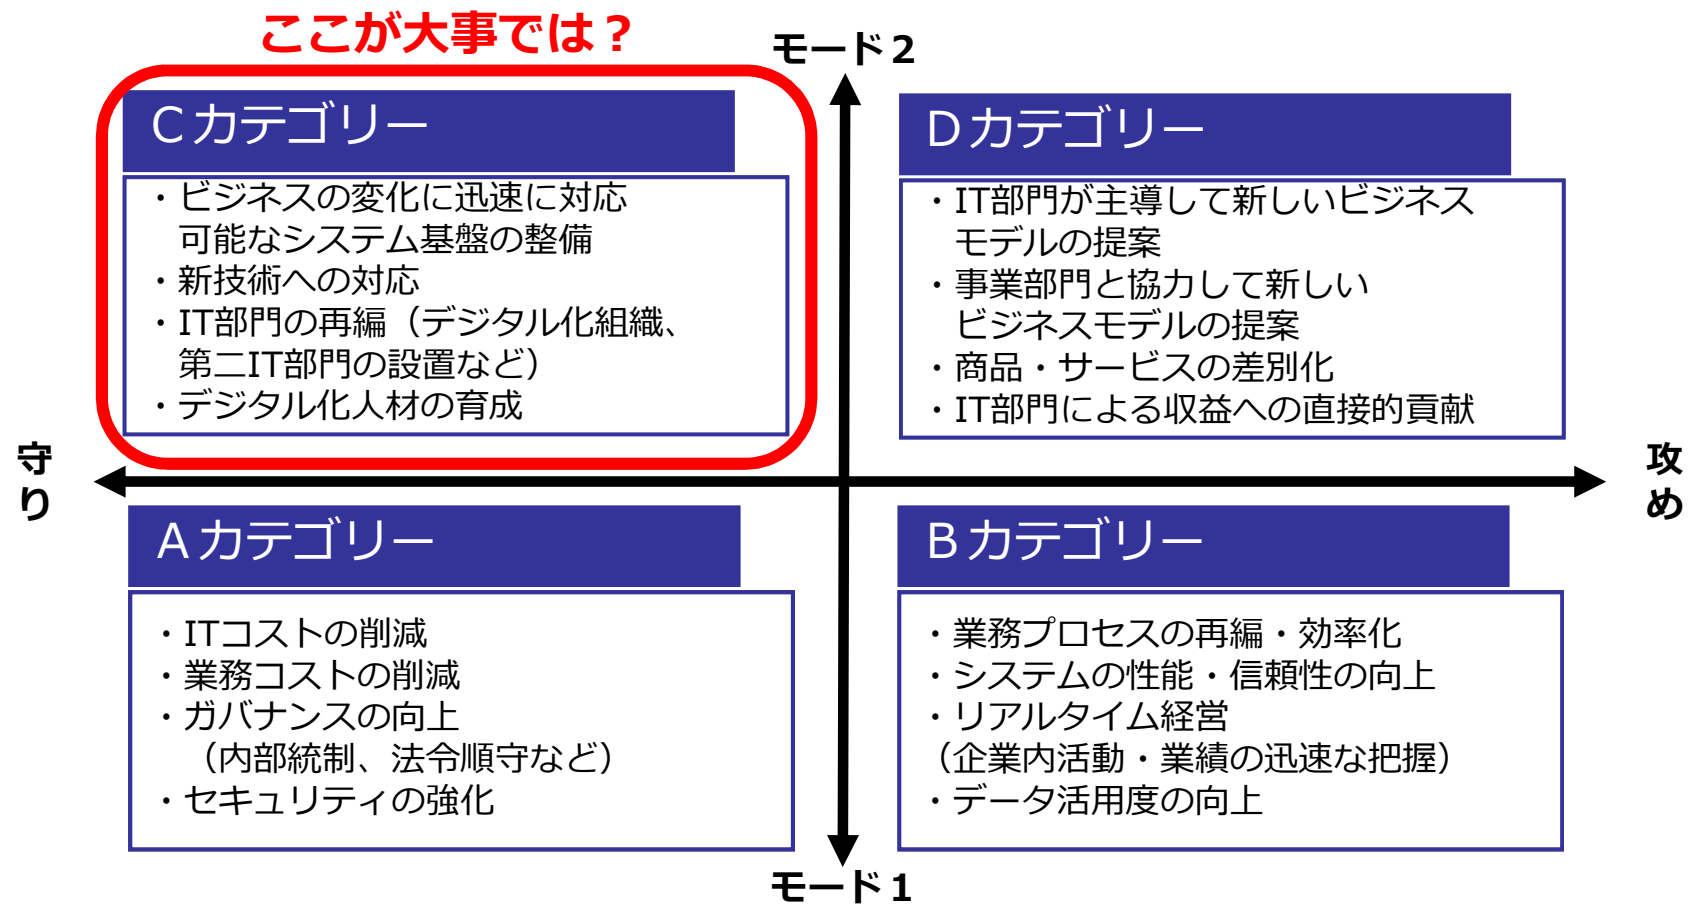 ここが大事では？
モード２
Ｃカテゴリー
・ビジネスの変化に迅速に対応
可能なシステム基盤の整備
・新技術への対応
・IT部門の再編（デジタル化組織、
第二IT部門の設置など）
・デジタル化人材の育成
Ｄカテゴリー
・IT部門が主導して新しいビジネス
モデルの提案
・事業部門と協力して新しい
ビジネスモデルの提案
・商品・サービスの差別化
・IT部門による収益への直接的貢献
守り
攻め
Ａカテゴリー
・ITコストの削減
・業務コストの削減
・ガバナンスの向上
（内部統制、法令順守など）
・セキュリティの強化
Ｂカテゴリー
・業務プロセスの再編・効率化
・システムの性能・信頼性の向上
・リアルタイム経営
（企業内活動・業績の迅速な把握）
・データ活用度の向上
モード１